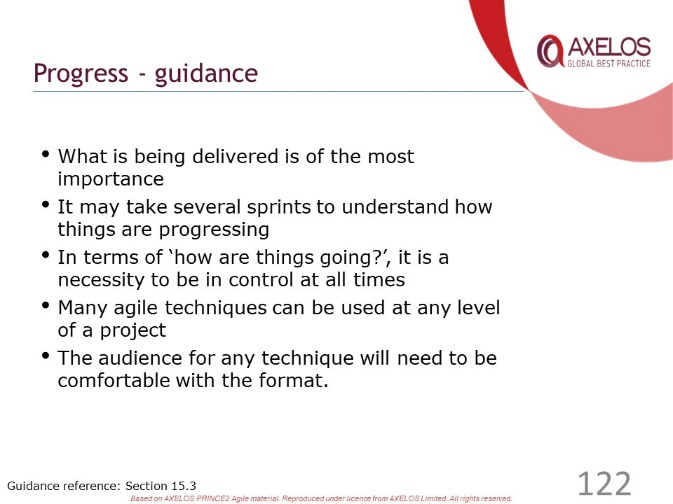 AXELOS
GLOBAL BEST PRACTICE
Progress - guidance
• What is being delivered is of the most
importance
• It may take several sprints to understand how
things are progressing
• In terms of ‘how are things going?’, it is a
necessity to be in control at all times
• Many agile techniques can be used at any level
of a project
• The audience for any technique will need to be
comfortable with the format.
Guidance reference: Section 15.3
122
Based on AXELOS PRINCE2 Agile material. Reproduced under licence from AXELOS Limited. All rights reserved.